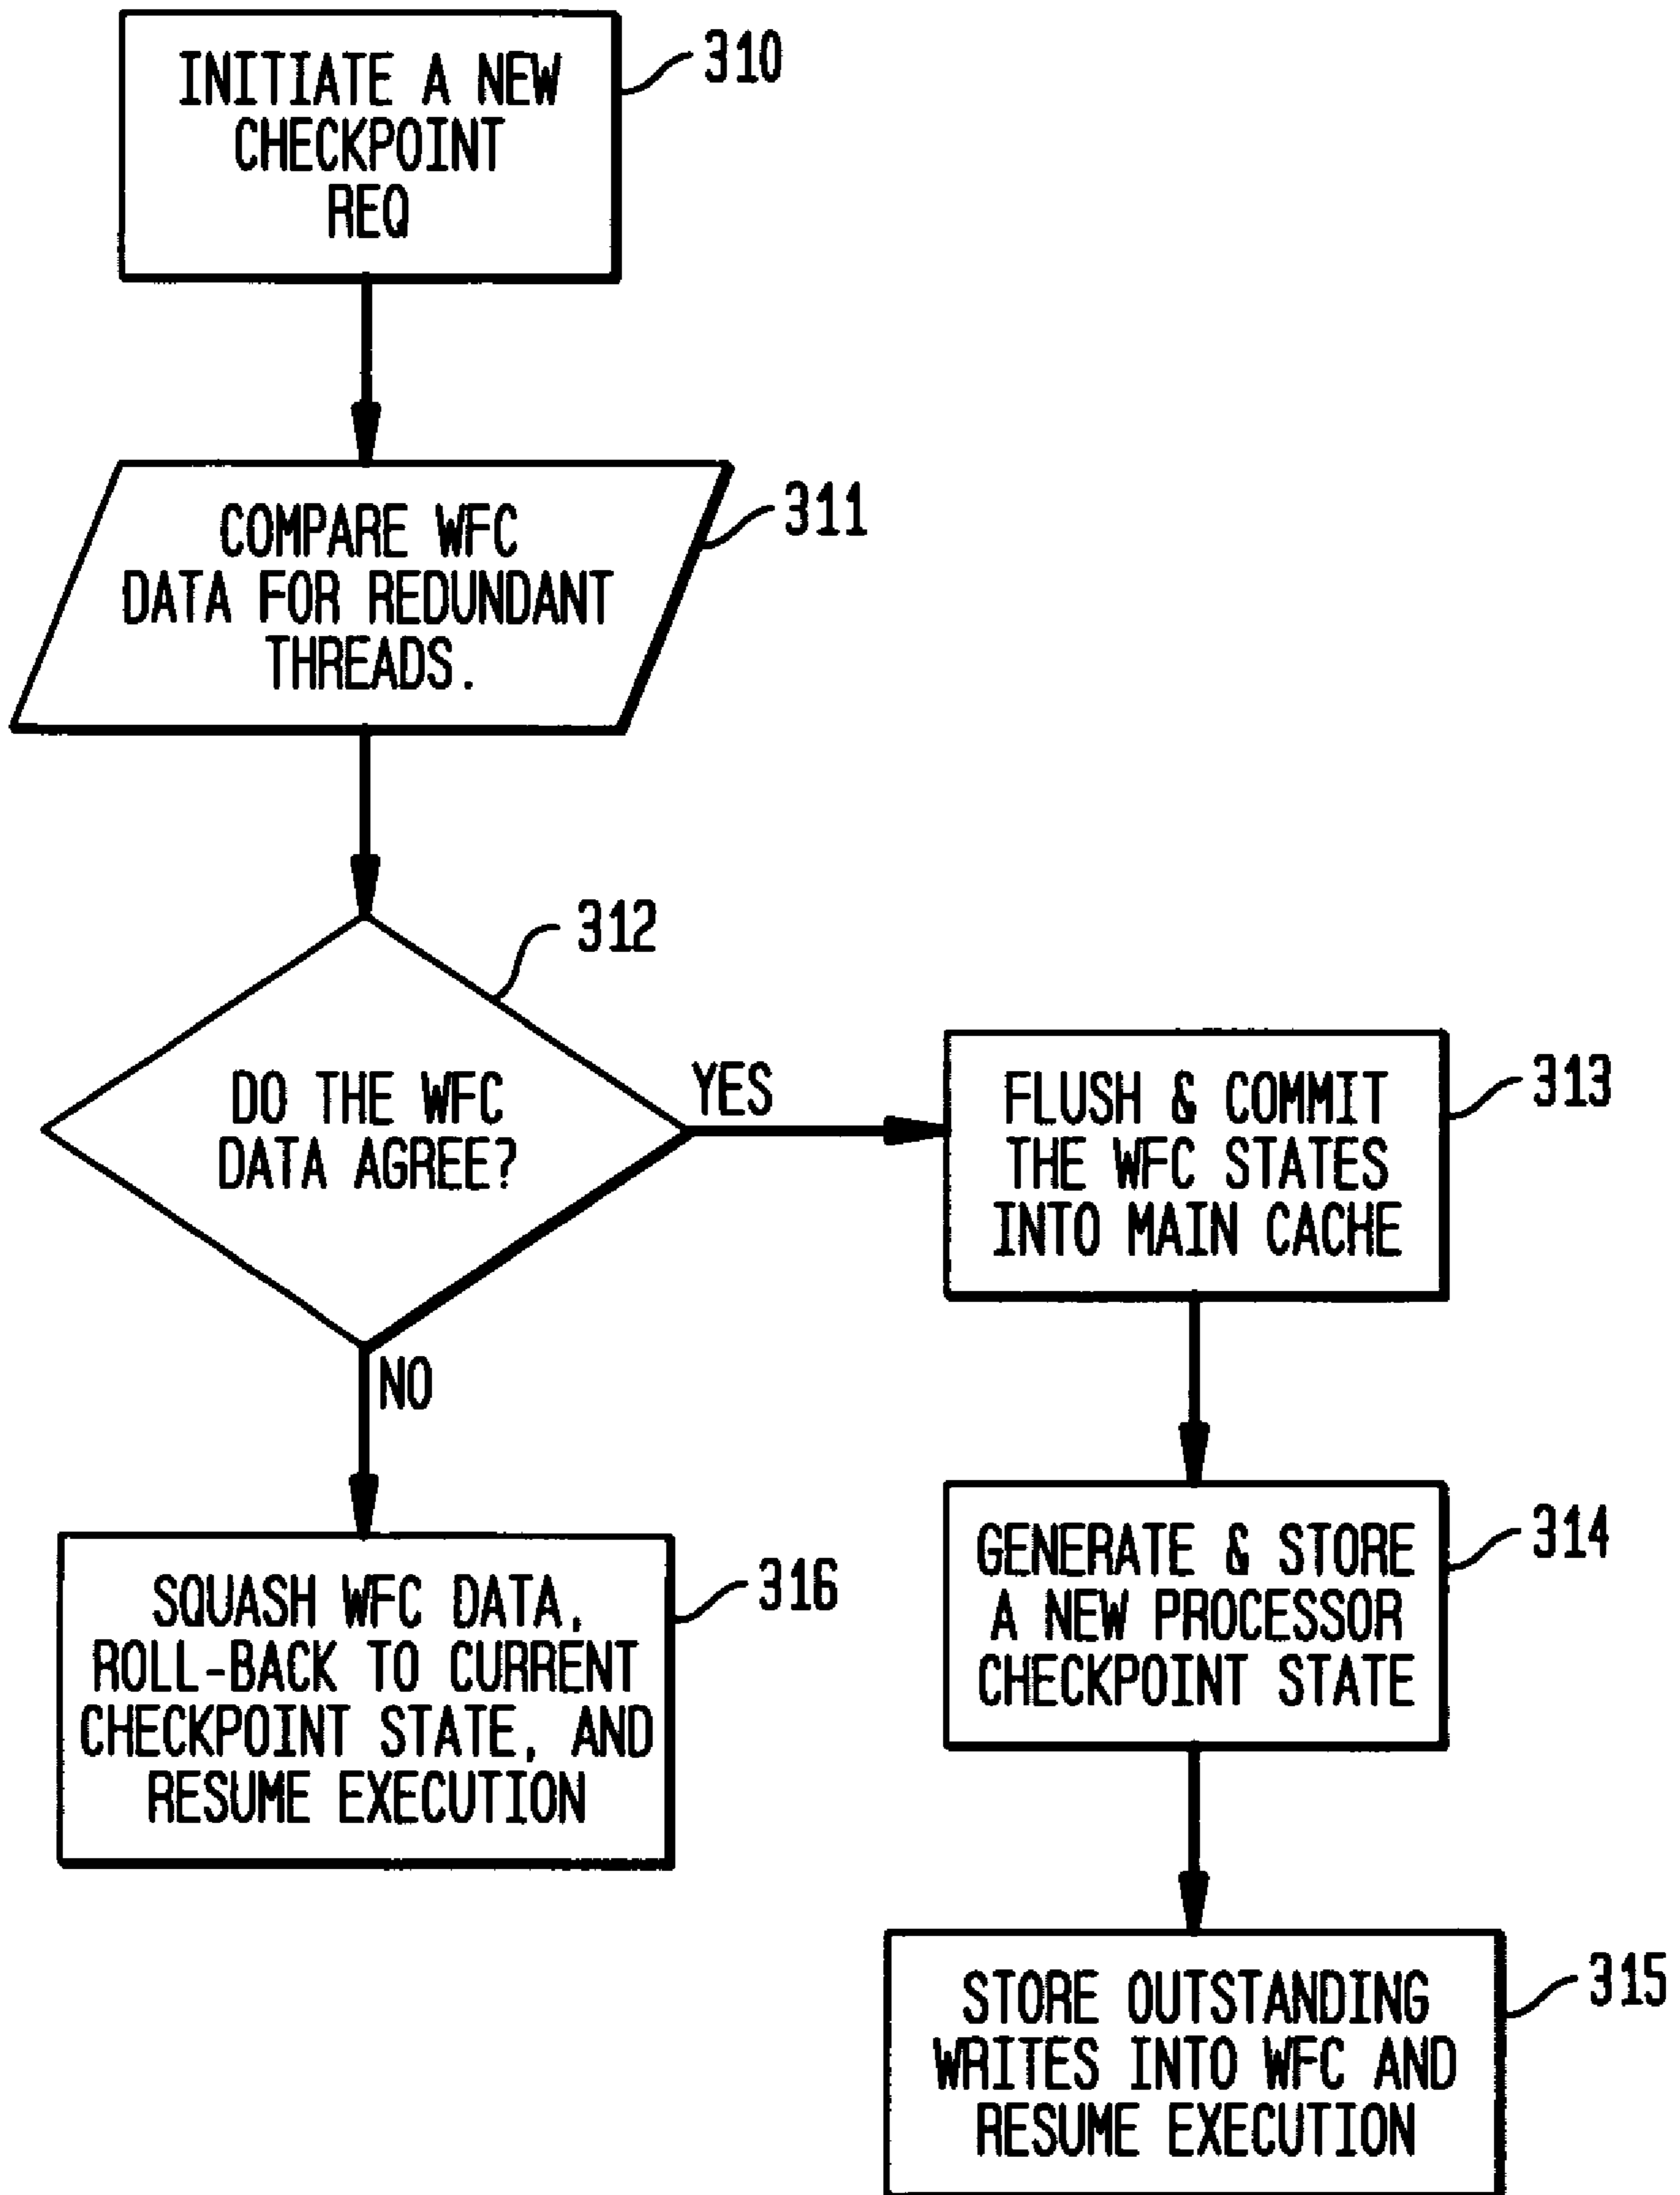 INITIATE A NEW
CHECKPOINT
REQ
310
COMPARE WFC
DATA FOR REDUNDANT
THREADS.
311
312
DO THE WFC
DATA AGREE?
YES
NO
FLUSH & COMMIT
THE WFC STATES
INTO MAIN CACHE
313
GENERATE & STORE
A NEW PROCESSOR
CHECKPOINT STATE
314
SQUASH WFC DATA,
ROLL-BACK TO CURRENT
CHECKPOINT STATE, AND
RESUME EXECUTION
316
STORE OUTSTANDING
WRITES INTO WFC AND
RESUME EXECUTION
315